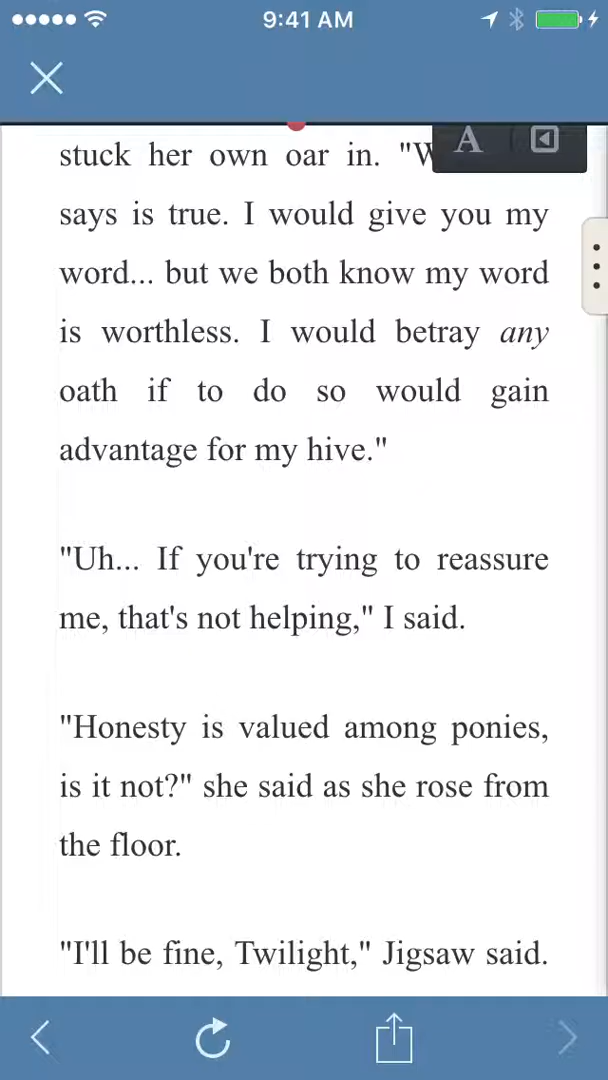 9:41 AM
A
stuck her own oar in. "W
says is true. I would give you my
word... but we both know my word
is worthless. I would betray any
oath if to do so would gain
advantage for my hive."
"Uh... If you're trying to reassure
me, that's not helping," I said.
"Honesty is valued among ponies,
is it not?" she said as she rose from
the floor.
"I'll be fine, Twilight," Jigsaw said.